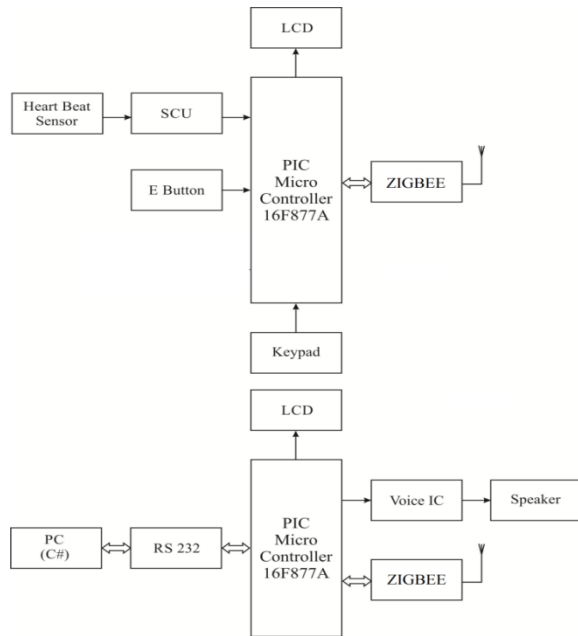 LCD
Heart Beat
Sensor
SCU
E Button
PIC
Micro
Controller
16F877A
ZIGBEE
Keypad
LCD
PC
(C#)
RS 232
PIC
Micro
Controller
16F877A
Voice IC
Speaker
ZIGBEE